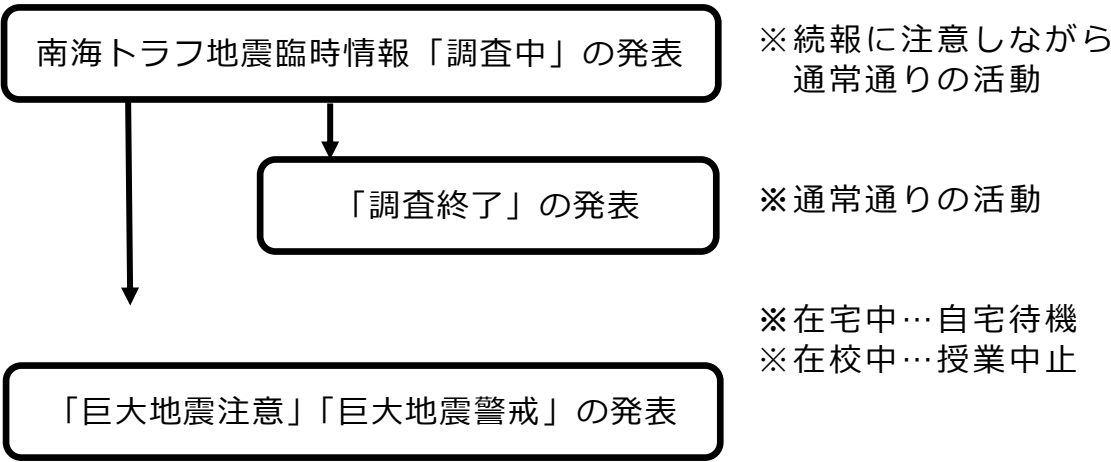 南海トラフ地震臨時情報「調査中」の発表
※続報に注意しながら
通常通りの活動
「調査終了」の発表
※通常通りの活動
※在宅中…自宅待機
※在校中…授業中止
「巨大地震注意」「巨大地震警戒」の発表